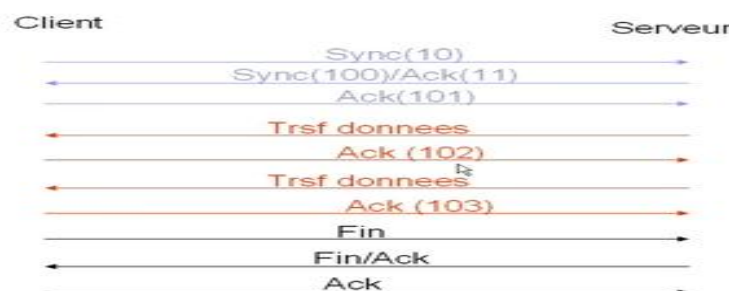 Client
Serveur
Sync(10)
Sync(100)/Ack(11)
Ack(101)
Trsf donnees
Ack (102)
Trsf donnees
Ack (103)
Fin
Fin/Ack
Ack